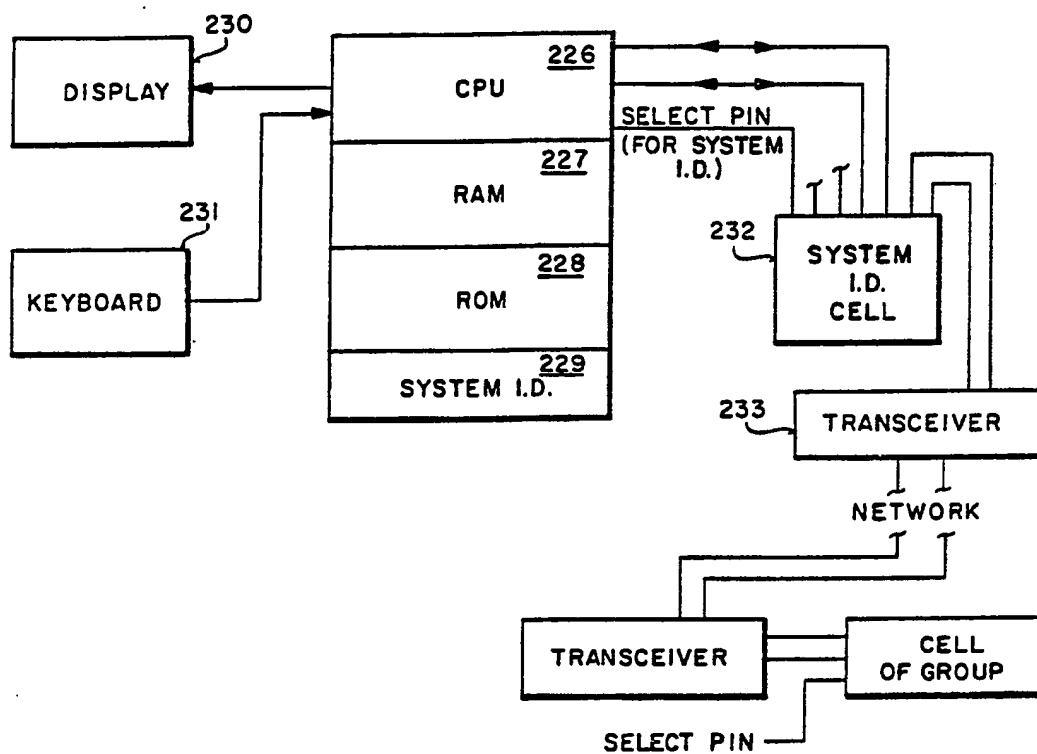 230
DISPLAY
226
CPU
SELECT PIN
(FOR SYSTEM
I.D.)
227
RAM
231
KEYBOARD
228
ROM
232
SYSTEM
I.D.
CELL
229
SYSTEM I.D.
233
TRANSCEIVER
NETWORK
TRANSCEIVER
CELL
OF GROUP
SELECT PIN